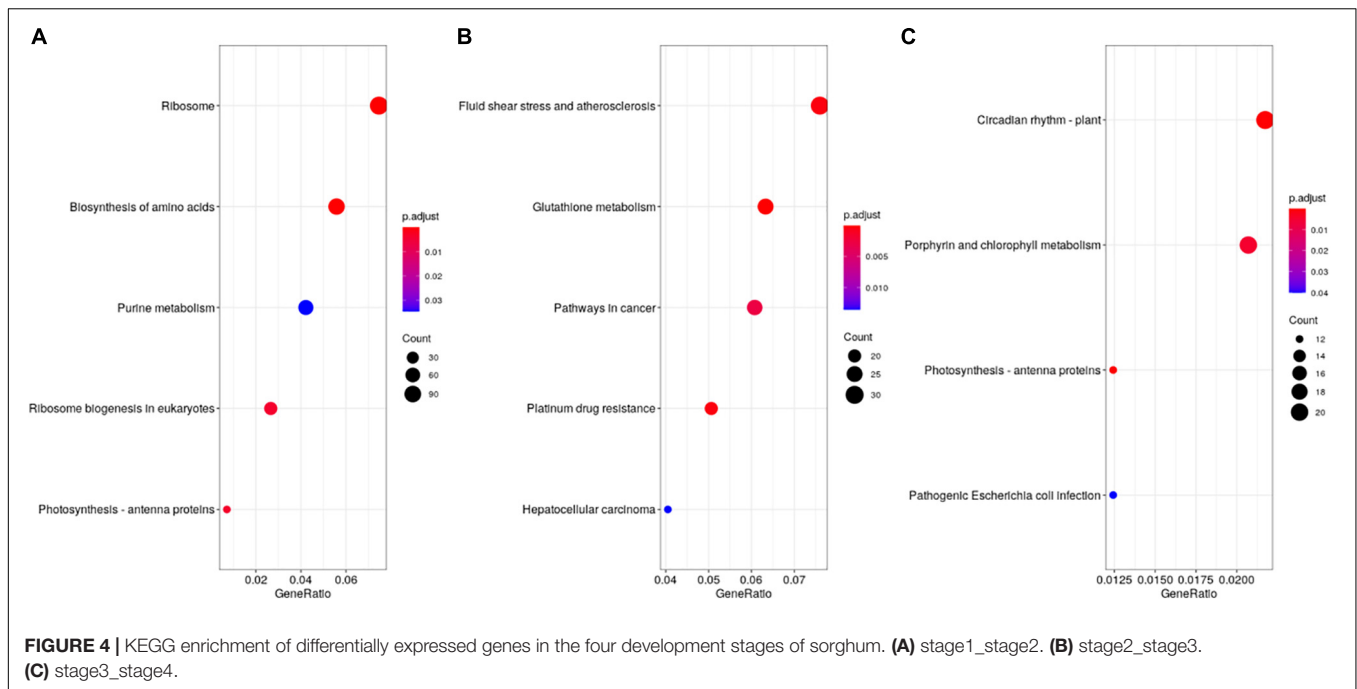 A
Ribosome
Biosynthesis of amino acids
Purine metabolism
Ribosome biogenesis in eukaryotes
Photosynthesis - antenna proteins
0.02 0.04 0.06
GeneRatio
p.adjust
0.01
0.02
0.03
Count
30
60
90
B
Fluid shear stress and atherosclerosis
Glutathione metabolism
Pathways in cancer
Platinum drug resistance
Hepatocellular carcinoma
0.04 0.05 0.06 0.07
GeneRatio
p.adjust
0.005
0.010
Count
20
25
30
C
Circadian rhythm - plant
Porphyrin and chlorophyll metabolism
Photosynthesis - antenna proteins
Pathogenic Escherichia coli infection
0.0125 0.0150 0.0175 0.0200
GeneRatio
p.adjust
0.01
0.02
0.03
0.04
Count
12
14
16
18
20
FIGURE 4 | KEGG enrichment of differentially expressed genes in the four development stages of sorghum. (A) stage1_stage2. (B) stage2_stage3.
(C) stage3_stage4.